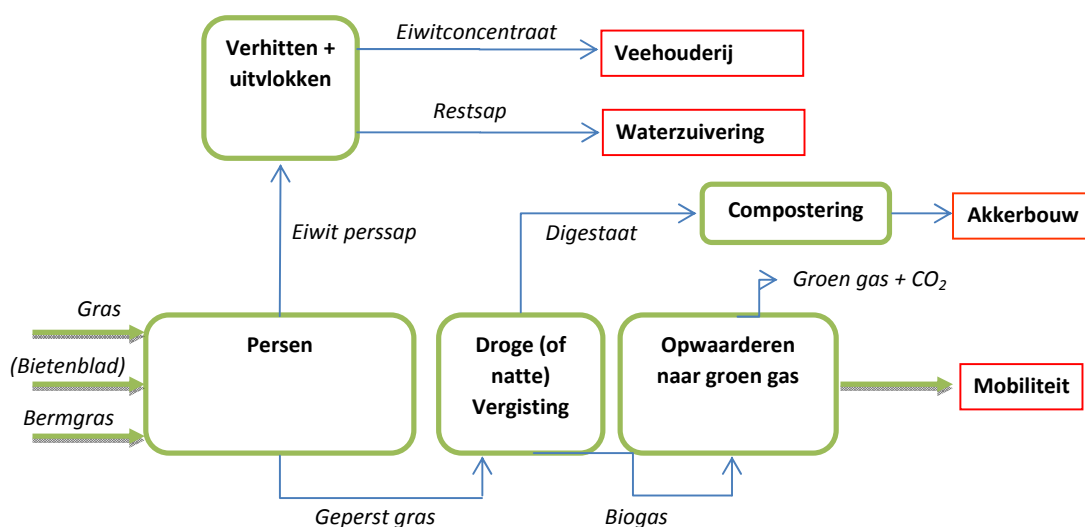 Eiwitconcentraat
Verhitten +
uitvlokken
Veehouderij
Restsap
Waterzuivering
Eiwit perssap
Digestaat
Compostering
Akkerbouw
Groen gas + CO₂
Gras
(Bietenblad)
Bermgras
Persen
Droge (of
natte)
Vergisting
Opwaarderen
naar groen gas
Mobiliteit
Geperst gras
Biogas